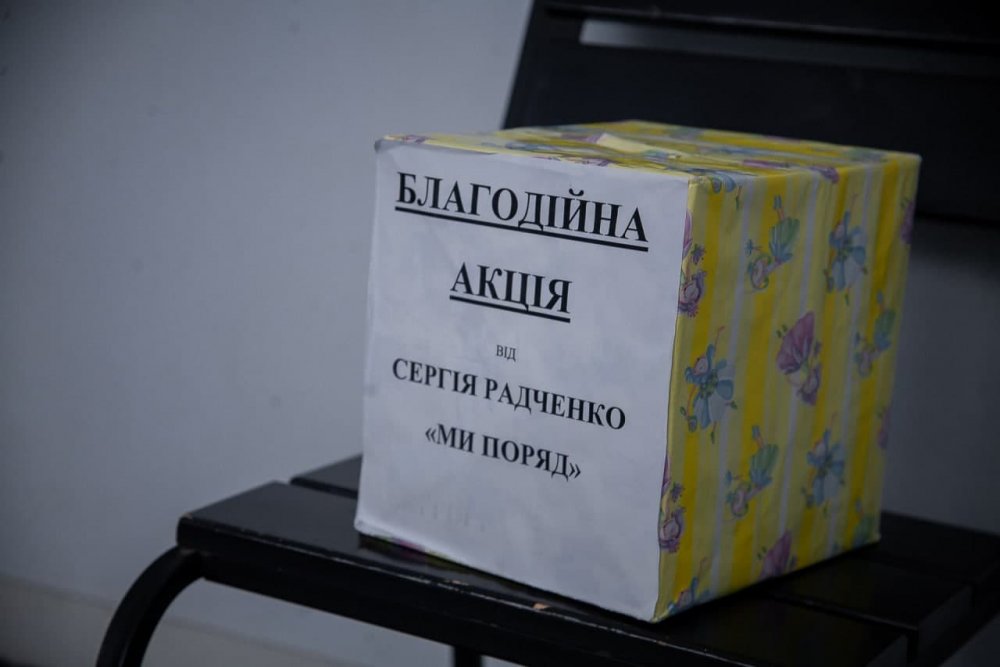 БЛАГОДІЙНА
АКЦІЯ
ВІД
СЕРГІЯ РАДЧЕНКО
«МИ ПОРЯД»